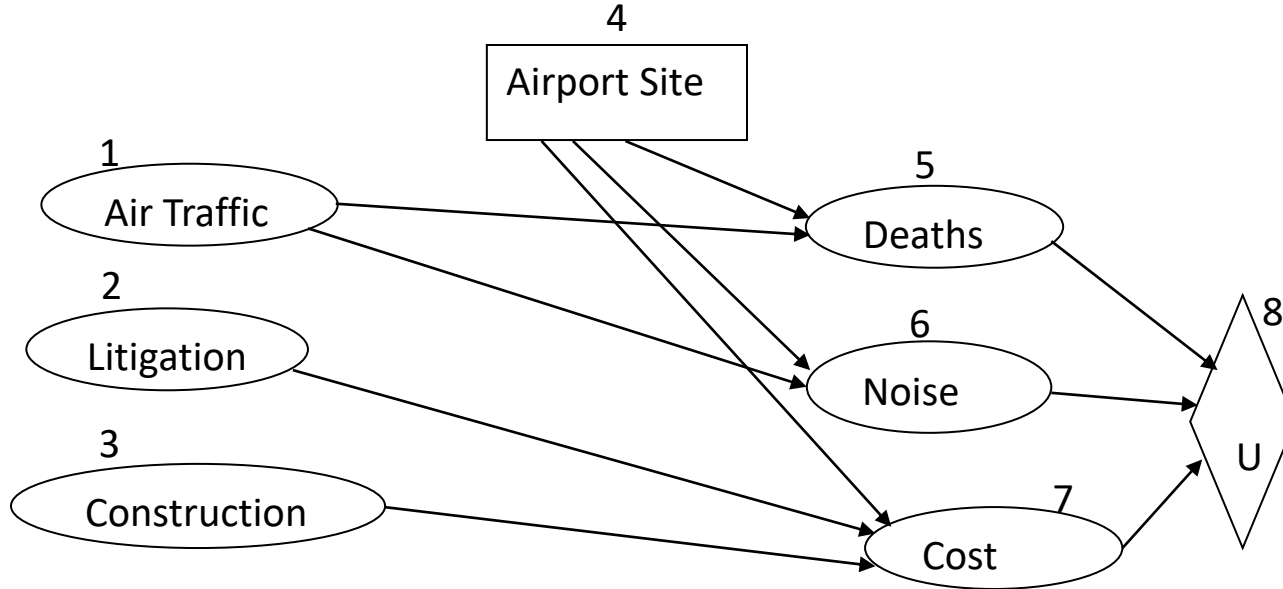 4
Airport Site
1
Air Traffic
5
Deaths
2
Litigation
6
Noise
8
U
3
Construction
7
Cost